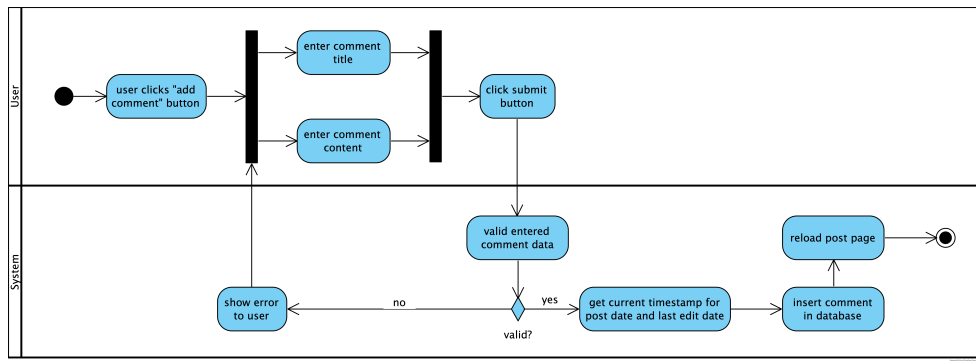 User
enter comment
title
user clicks "add
comment" button
click submit
button
enter comment
content
System
valid entered
comment data
reload post page
show error
to user
no
yes
valid?
get current timestamp for
post date and last edit date
insert comment
in database